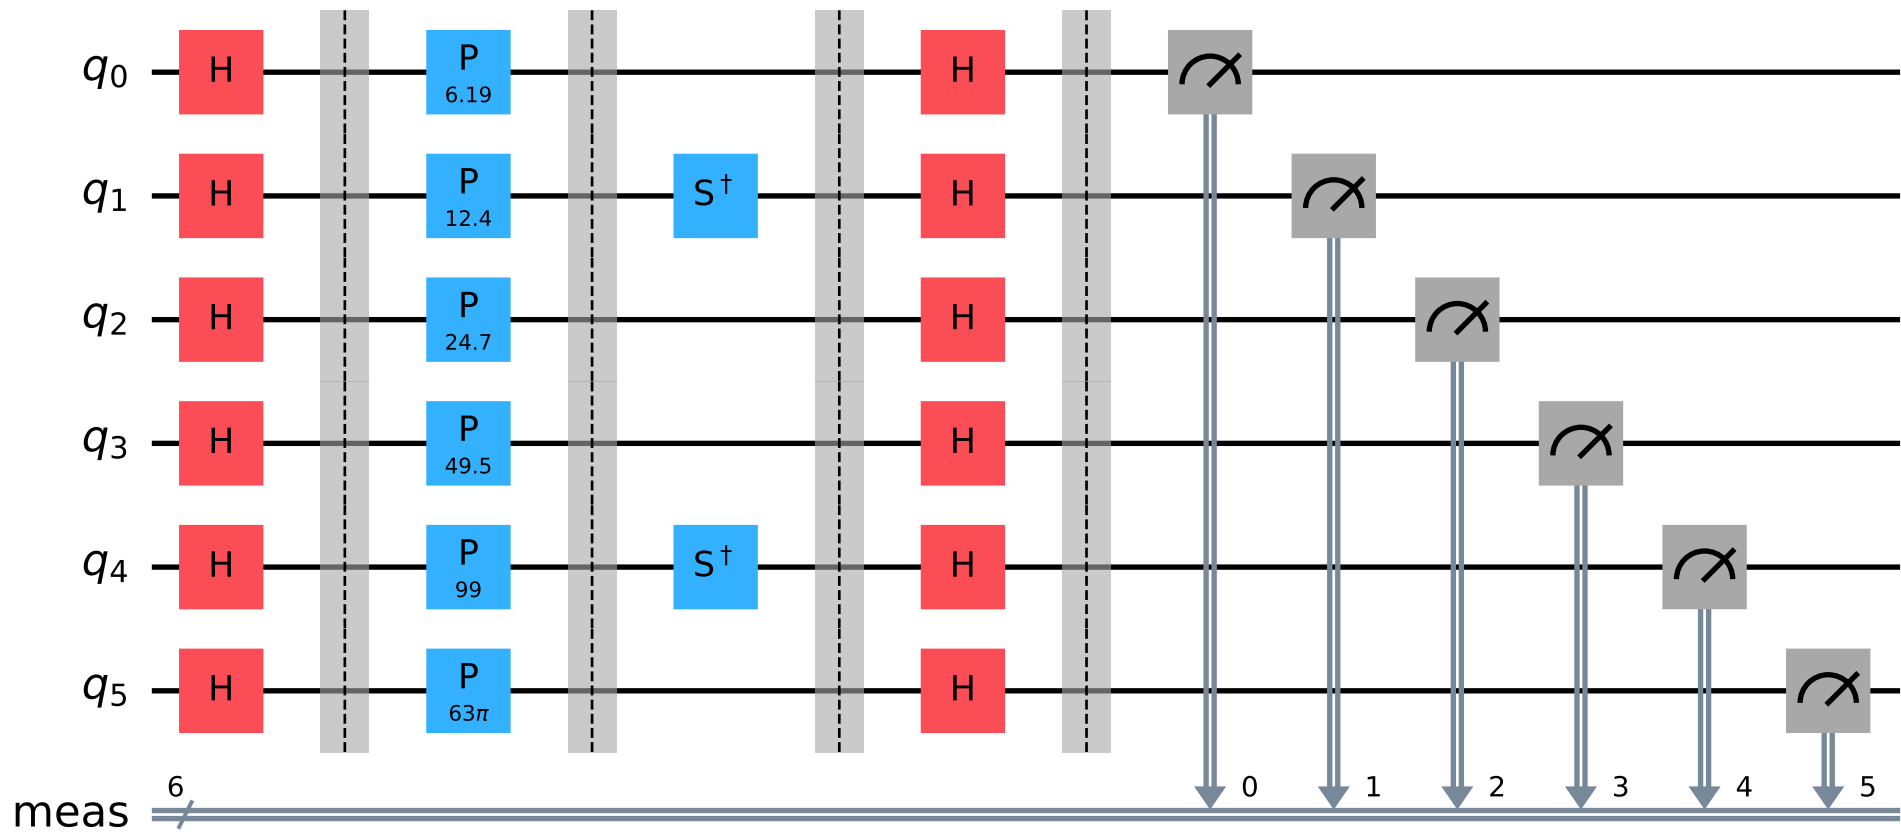 q0 H P 6.19 H
q1 H P 12.4 S† H
q2 H P 24.7 H
q3 H P 49.5 H
q4 H P 99 S† H
q5 H P 63π H
meas 6 0 1 2 3 4 5